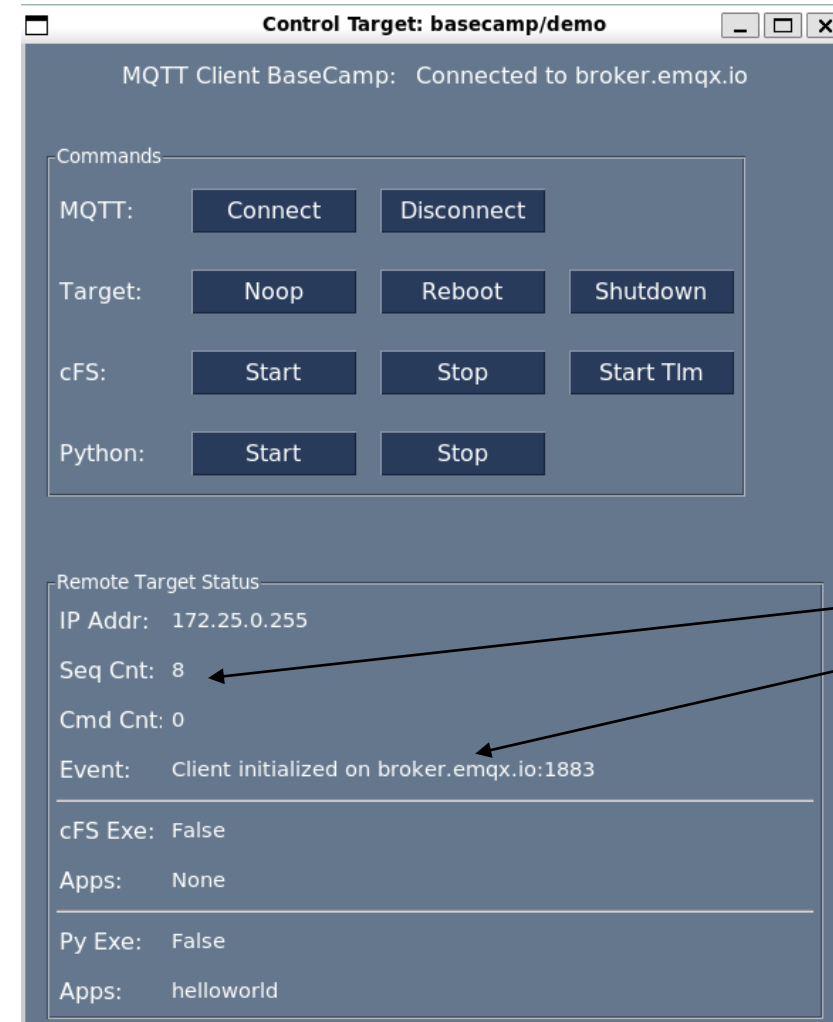 Control Target: basecamp/demo
MQTT Client BaseCamp: Connected to broker.emqx.io
Commands
MQTT: Connect Disconnect
Target: Noop Reboot Shutdown
cFS: Start Stop Start Tlm
Python: Start Stop
Remote Target Status
IP Addr: 172.25.0.255
Seq Cnt: 8
Cmd Cnt: 0
Event: Client initialized on broker.emqx.io:1883
cFS Exe: False
Apps: None
Py Exe: False
Apps: helloworld